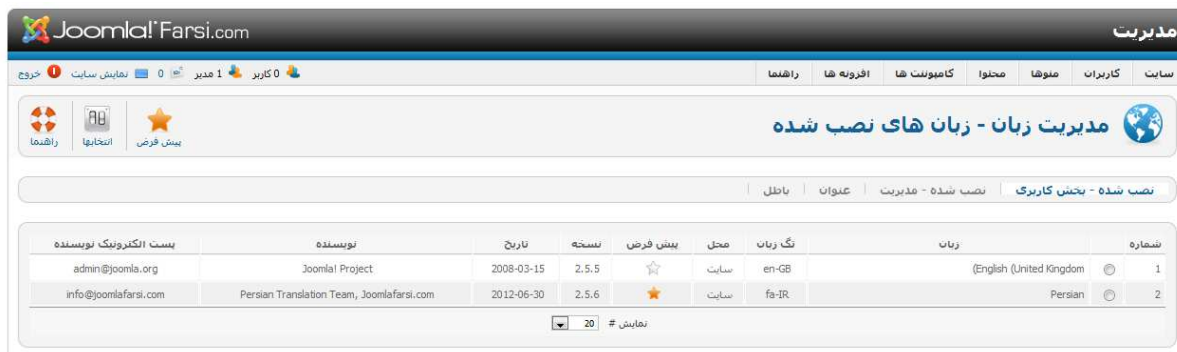 مدیریت
Joomla! Farsi.com
سایت کاربران منوها محتوا کامپوننت ها افزونه ها راهنما
0 کاربر 1 مدیر 0 نمایش سایت خروج
مدیریت زبان - زبان های نصب شده
پیش فرض انتخابها راهنما
نصب شده - بخش کاربری نصب شده - مدیریت عنوان باطل
شماره زبان تگ زبان محل پیش فرض نسخه تاریخ نویسنده پست الکترونیک نویسنده
1 (English (United Kingdom en-GB سایت 2.5.5 2008-03-15 Joomla! Project admin@joomla.org
2 Persian fa-IR سایت 2.5.6 2012-06-30 Persian Translation Team, Joomlafarsi.com info@joomlafarsi.com
نمایش # 20